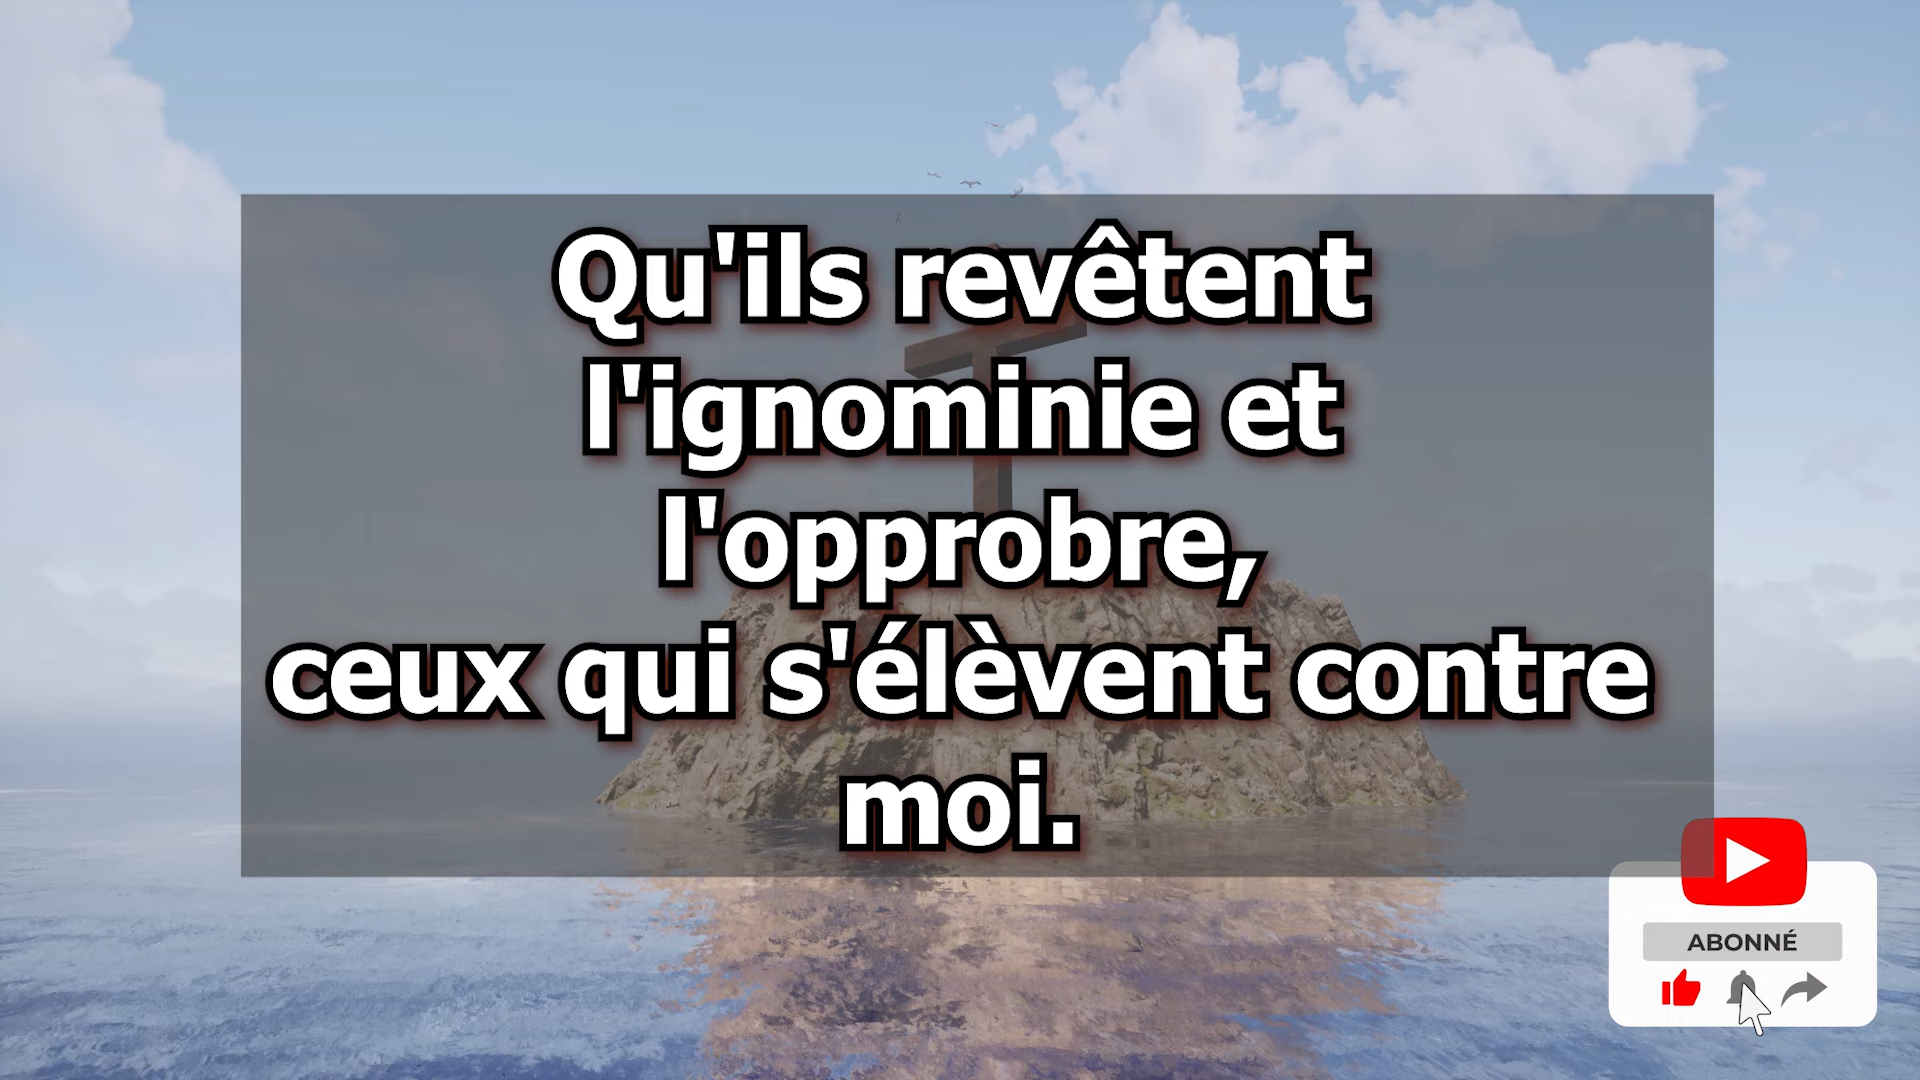 Qu'ils revêtent
l'ignominie et
l'opprobre,
ceux qui s'élèvent contre
moi.
ABONNÉ